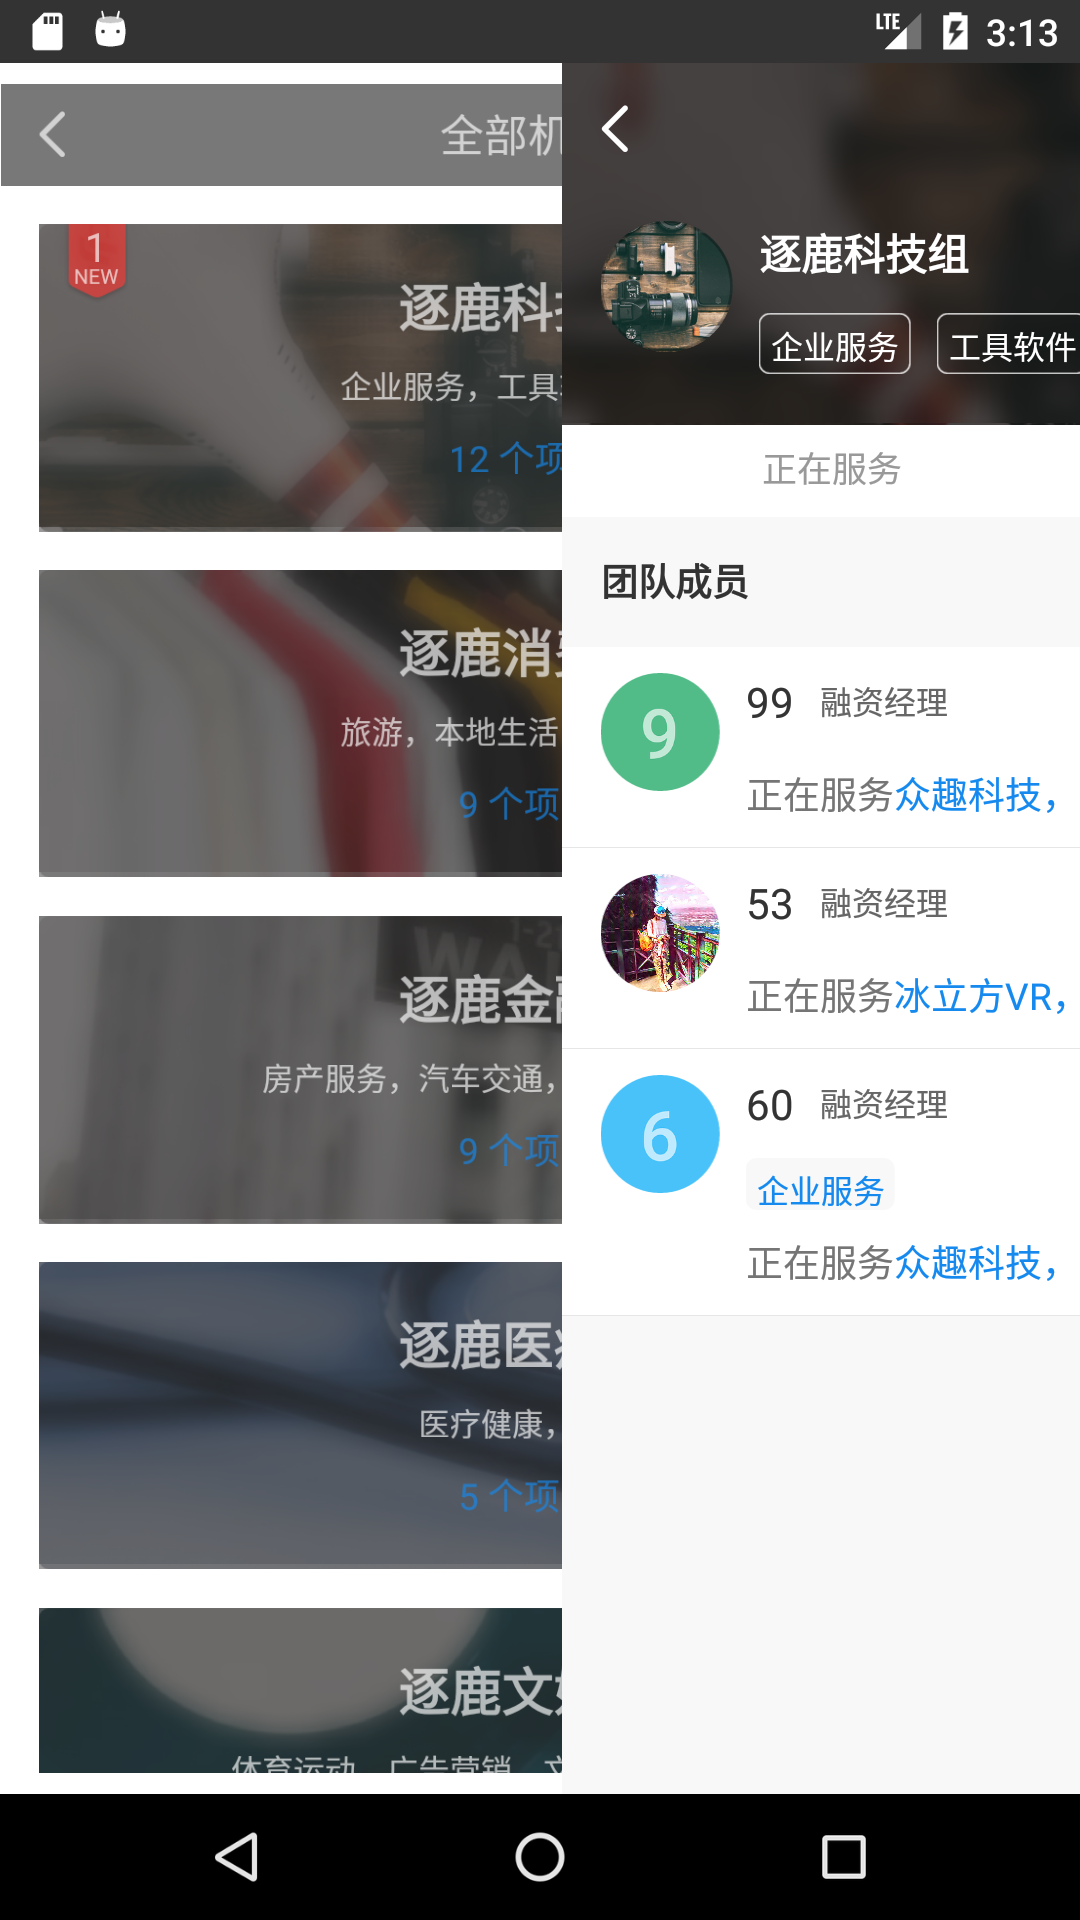 LTE 3:13
全部机
1
NEW
逐鹿科
企业服务，工具
12 个项
逐鹿消
旅游，本地生活
9 个项
逐鹿金
房产服务，汽车交通，
9 个项
逐鹿医
医疗健康，
5 个项
逐鹿文
体育运动，广告营销，文
逐鹿科技组
企业服务
工具软件
正在服务
团队成员
9
99 融资经理
正在服务众趣科技，
53 融资经理
正在服务冰立方VR，
6
60 融资经理
企业服务
正在服务众趣科技，